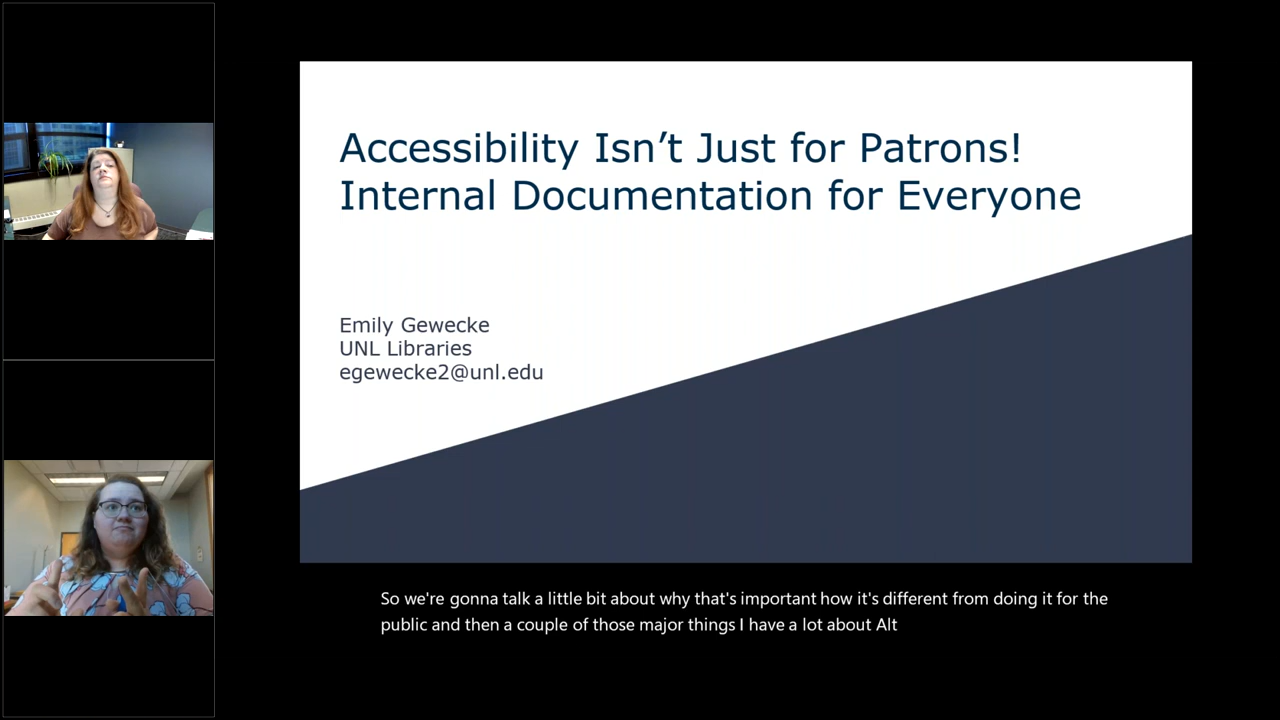 Accessibility Isn’t Just for Patrons!
Internal Documentation for Everyone
Emily Gewecke
UNL Libraries
egewecke2@unl.edu
So we're gonna talk a little bit about why that's important how it's different from doing it for the
public and then a couple of those major things I have a lot about Alt